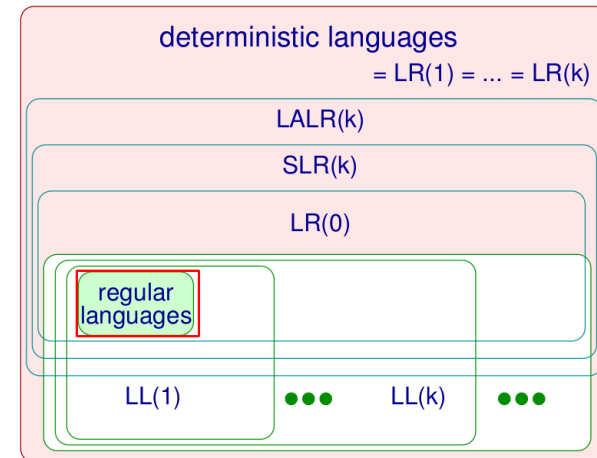 deterministic languages
= LR(1) = ... = LR(k)
LALR(k)
SLR(k)
LR(0)
regular
languages
LL(1) ●●● LL(k) ●●●